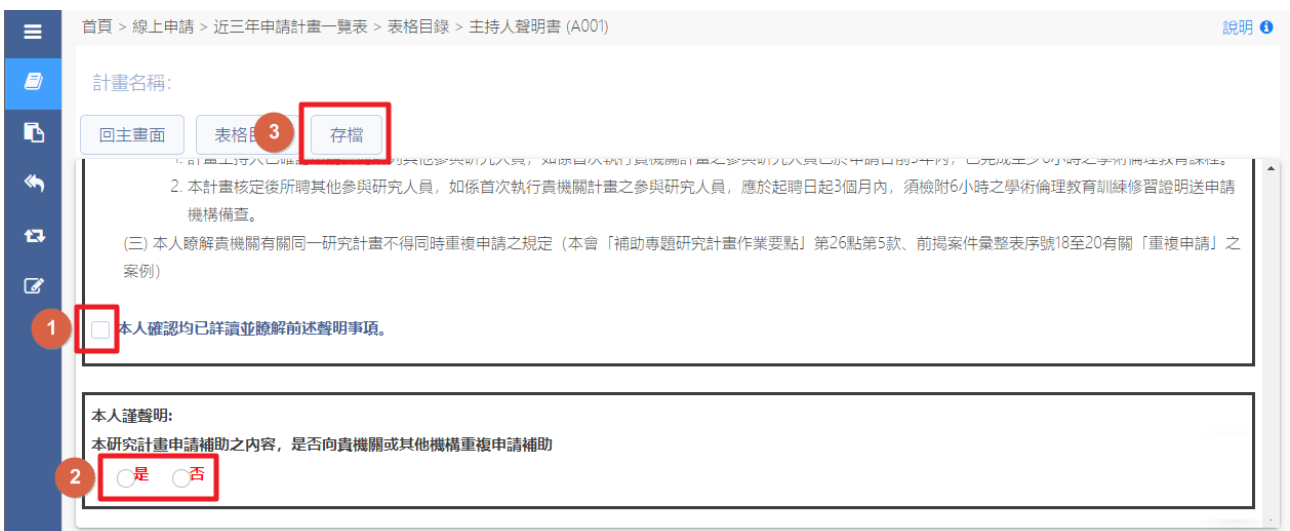 首頁 > 線上申請 > 近三年申請計畫一覽表 > 表格目錄 > 主持人聲明書 (A001)
說明
計畫名稱:
回主畫面
表格
3
存檔
2. 本計畫核定後所聘其他參與研究人員，如係首次執行貴機關計畫之參與研究人員，應於起聘日起3個月內，須檢附6小時之學術倫理教育訓練修習證明送申請
機構備查。
(三) 本人瞭解貴機關有關同一研究計畫不得同時重複申請之規定（本會「補助專題研究計畫作業要點」第26點第5款、前揭案件彙整表序號18至20有關「重複申請」之
案例）
1
本人確認均已詳讀並瞭解前述聲明事項。
本人謹聲明:
本研究計畫申請補助之內容，是否向貴機關或其他機構重複申請補助
2
是
否